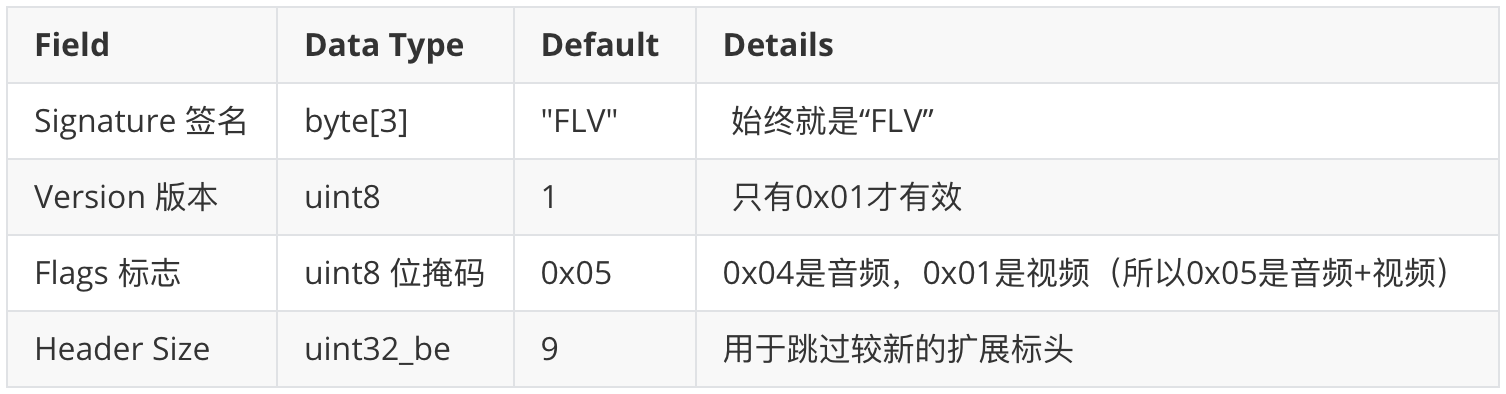 Field Data Type Default Details
Signature 签名 byte[3] "FLV" 始终就是“FLV”
Version 版本 uint8 1 只有0x01才有效
Flags 标志 uint8 位掩码 0x05 0x04是音频，0x01是视频（所以0x05是音频+视频）
Header Size uint32_be 9 用于跳过较新的扩展标头